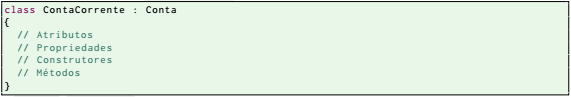 class ContaCorrente : Conta
{
// Atributos
// Propriedades
// Construtores
// Métodos
}